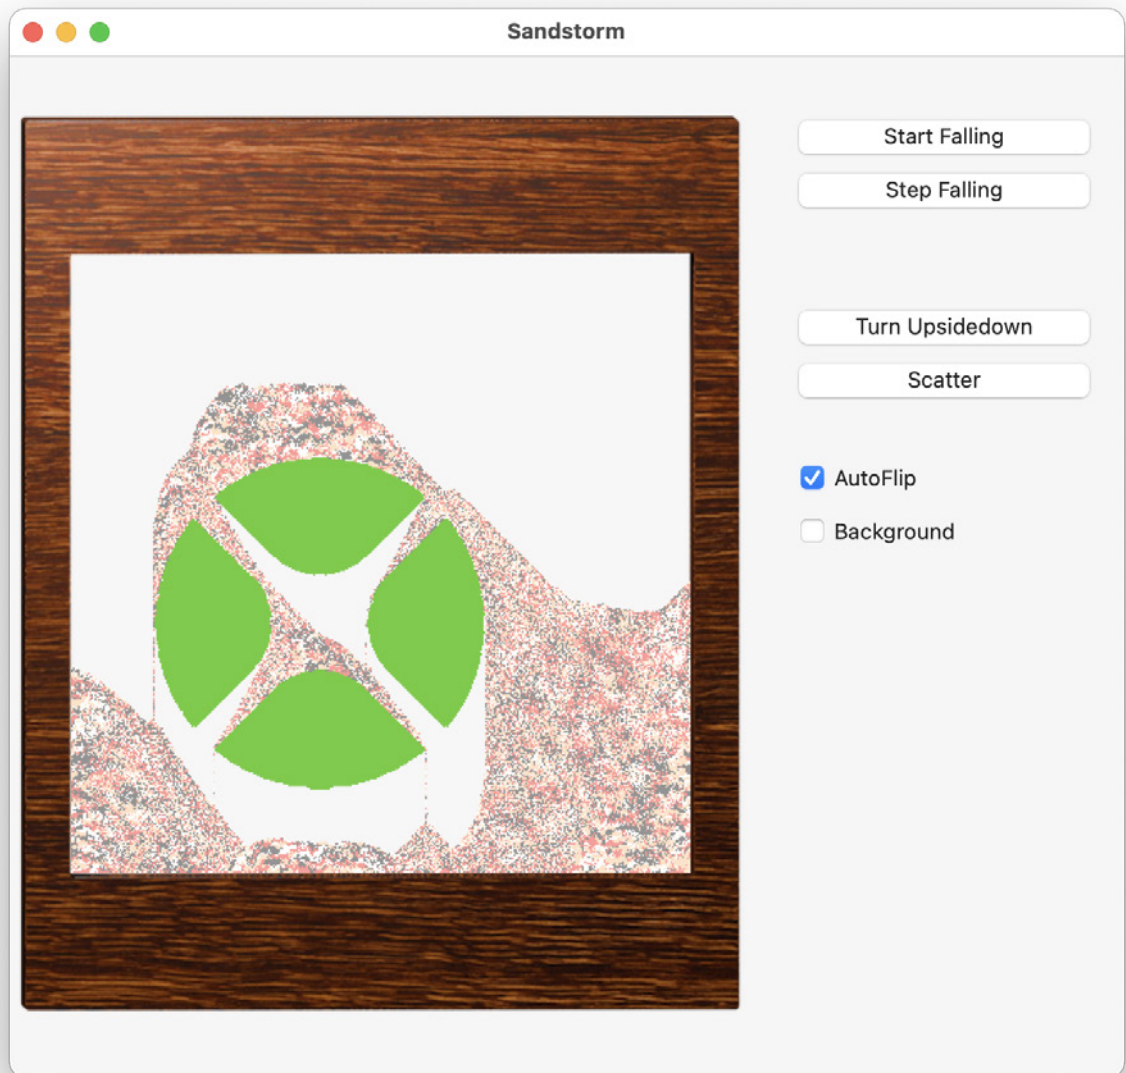 Sandstorm
Start Falling
Step Falling
Turn Upsidedown
Scatter
AutoFlip
Background